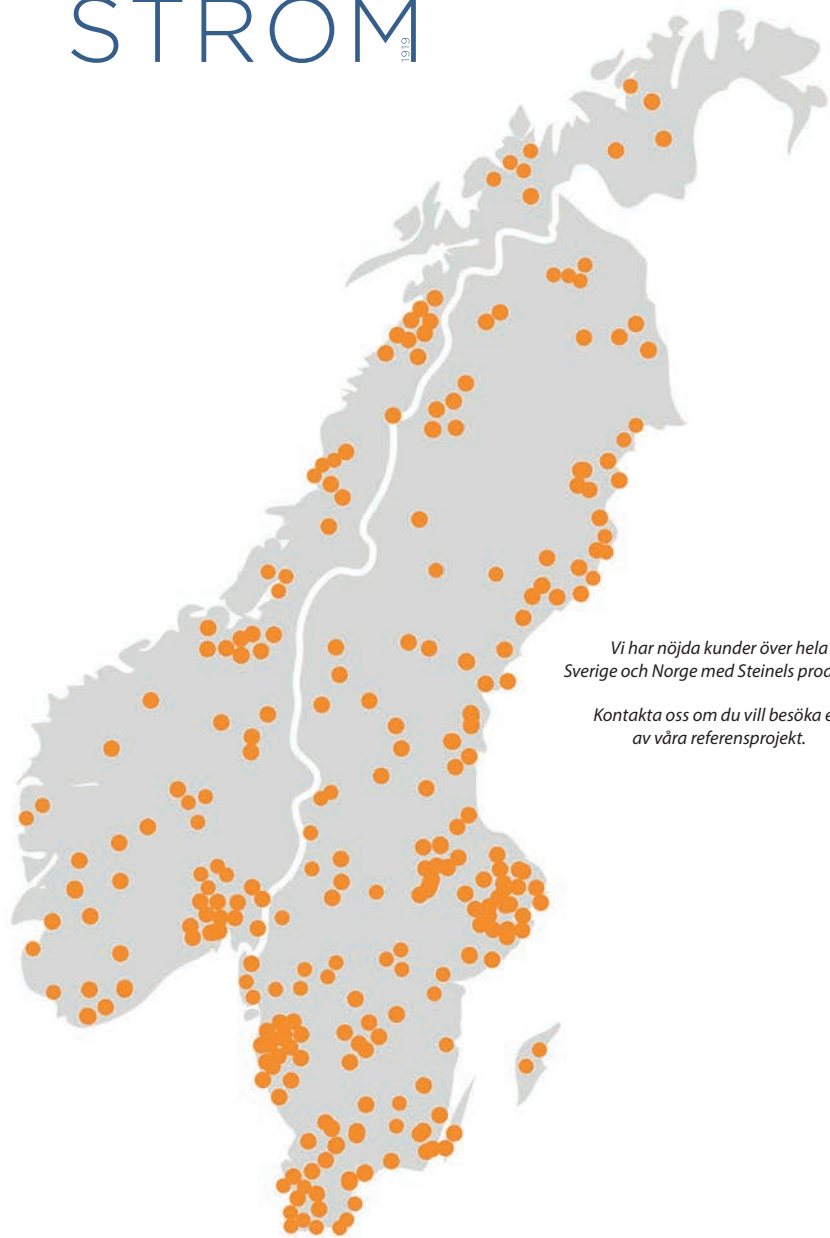 STROM
1919
Vi har nöjda kunder över hela
Sverige och Norge med Steinels
Kontakta oss om du vill besöka
av våra referensprojekt.